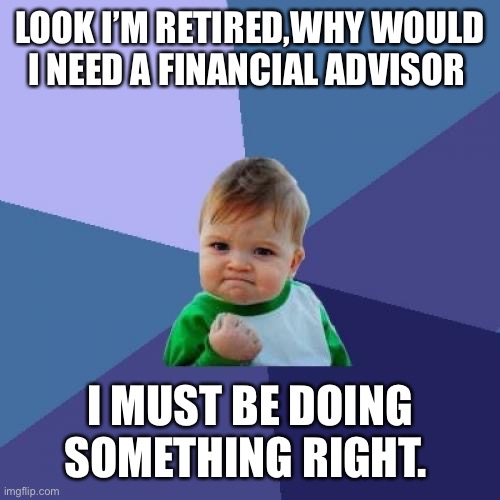 LOOK I'M RETIRED,WHY WOULD
I NEED A FINANCIAL ADVISOR
I MUST BE DOING
SOMETHING RIGHT.
imgflip.com